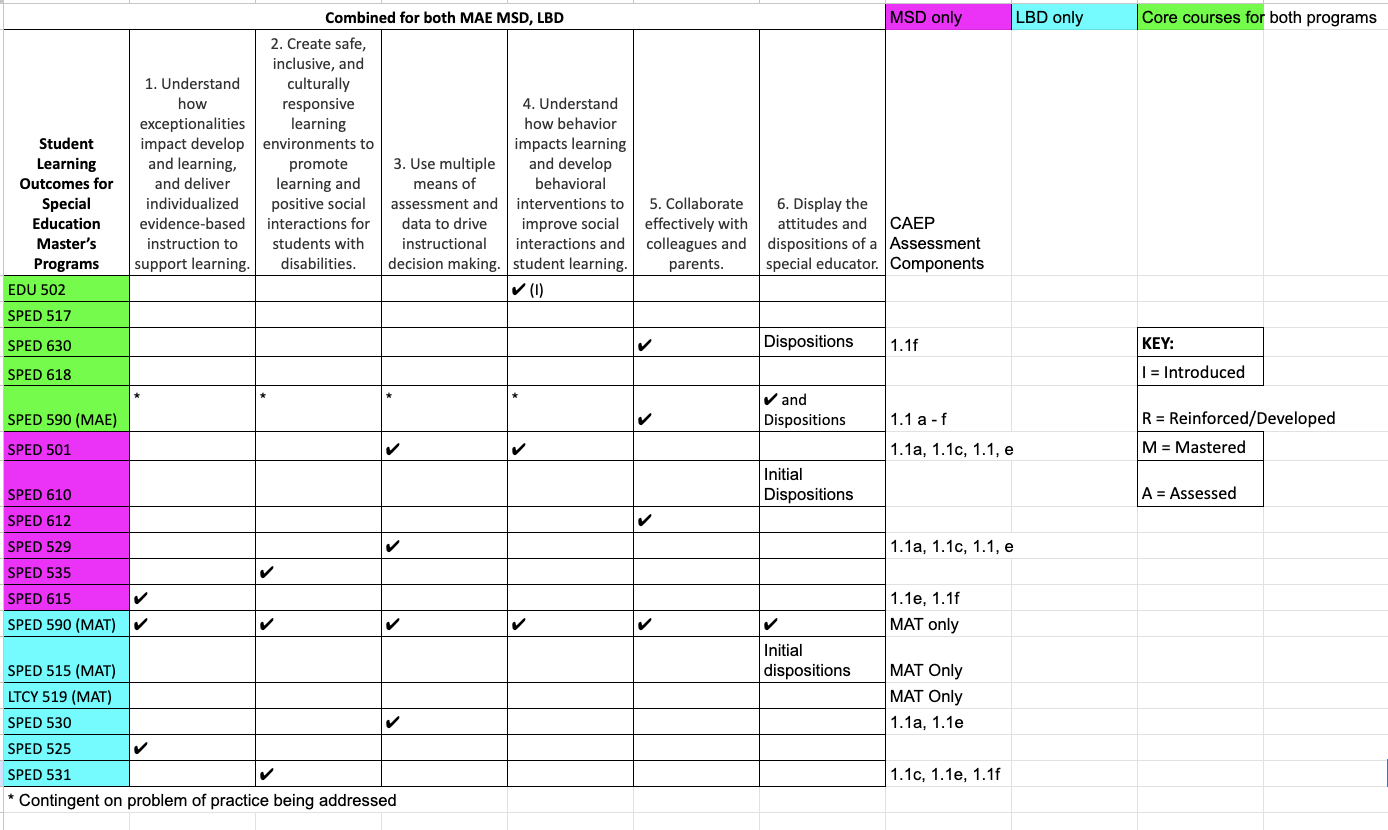 Combined for both MAE MSD, LBD
MSD only
LBD only
Core courses for both programs
Student
Learning
Outcomes for
Special
Education
Master’s
Programs
1. Understand
how
exceptionalities
impact develop
and learning,
and deliver
individualized
evidence-based
instruction to
support learning.
2. Create safe,
inclusive, and
culturally
responsive
learning
environments to
promote
learning and
positive social
interactions for
students with
disabilities.
3. Use multiple
means of
assessment and
data to drive
instructional
decision making.
4. Understand
how behavior
impacts learning
and develop
behavioral
interventions to
improve social
interactions and
student learning.
5. Collaborate
effectively with
colleagues and
parents.
6. Display the
attitudes and
dispositions of a
special educator.
CAEP
Assessment
Components
EDU 502 ✔ (I)
SPED 517
SPED 630 ✔ Dispositions 1.1f
KEY:
SPED 618
I = Introduced
SPED 590 (MAE) * * * * ✔ ✔ and
Dispositions 1.1 a - f
R = Reinforced/Developed
SPED 501 ✔ ✔ 1.1a, 1.1c, 1.1, e
M = Mastered
SPED 610 Initial
Dispositions
A = Assessed
SPED 612 ✔
SPED 529 ✔ 1.1a, 1.1c, 1.1, e
SPED 535 ✔
SPED 615 ✔ 1.1e, 1.1f
SPED 590 (MAT) ✔ ✔ ✔ ✔ ✔ ✔ MAT only
SPED 515 (MAT) Initial
dispositions MAT Only
LTCY 519 (MAT) MAT Only
SPED 530 ✔ 1.1a, 1.1e
SPED 525 ✔
SPED 531 ✔ 1.1c, 1.1e, 1.1f
* Contingent on problem of practice being addressed